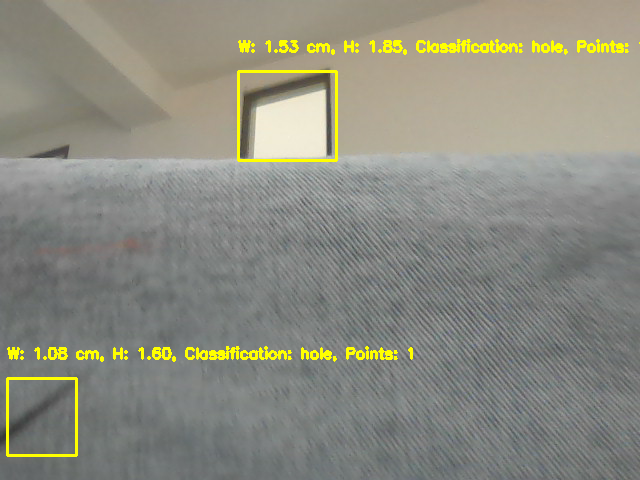 W: 1.53 cm, H: 1.85, Classification: hole, Points:
W: 1.08 cm, H: 1.60, Classification: hole, Points: 1